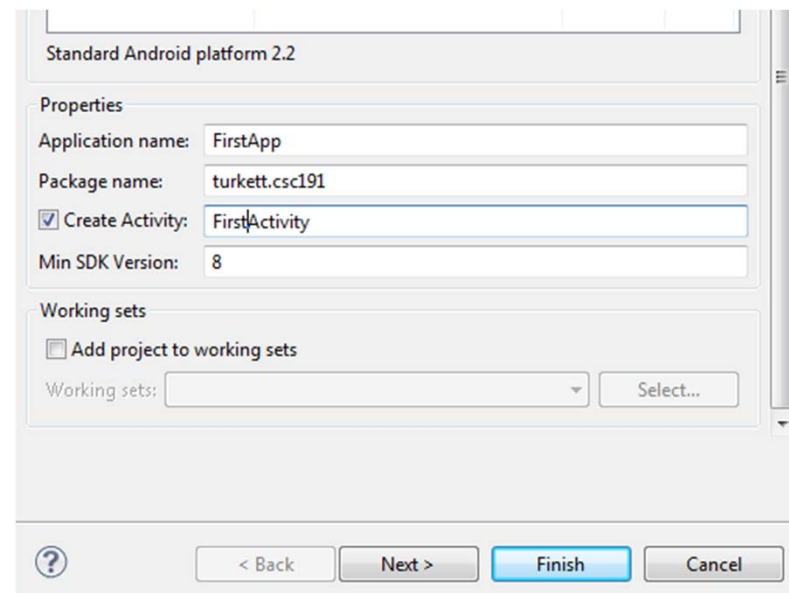 Standard Android platform 2.2
Properties
Application name: FirstApp
Package name: turkett.csc191
Create Activity: FirstActivity
Min SDK Version: 8
Working sets
Add project to working sets
Working sets: Select...
? < Back Next > Finish Cancel